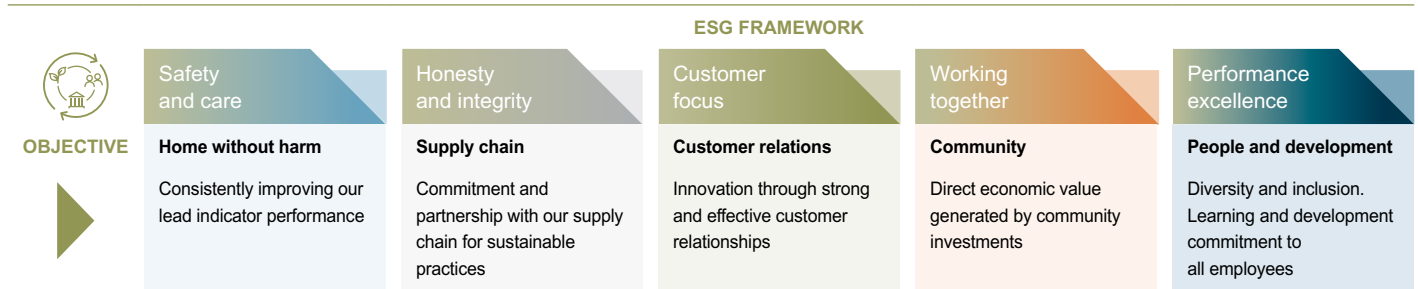 ESG FRAMEWORK
OBJECTIVE
Safety
and care
Home without harm
Consistently improving our
lead indicator performance
Honesty
and integrity
Supply chain
Commitment and
partnership with our supply
chain for sustainable
practices
Customer
focus
Customer relations
Innovation through strong
and effective customer
relationships
Working
together
Community
Direct economic value
generated by community
investments
Performance
excellence
People and development
Diversity and inclusion.
Learning and development
commitment to
all employees